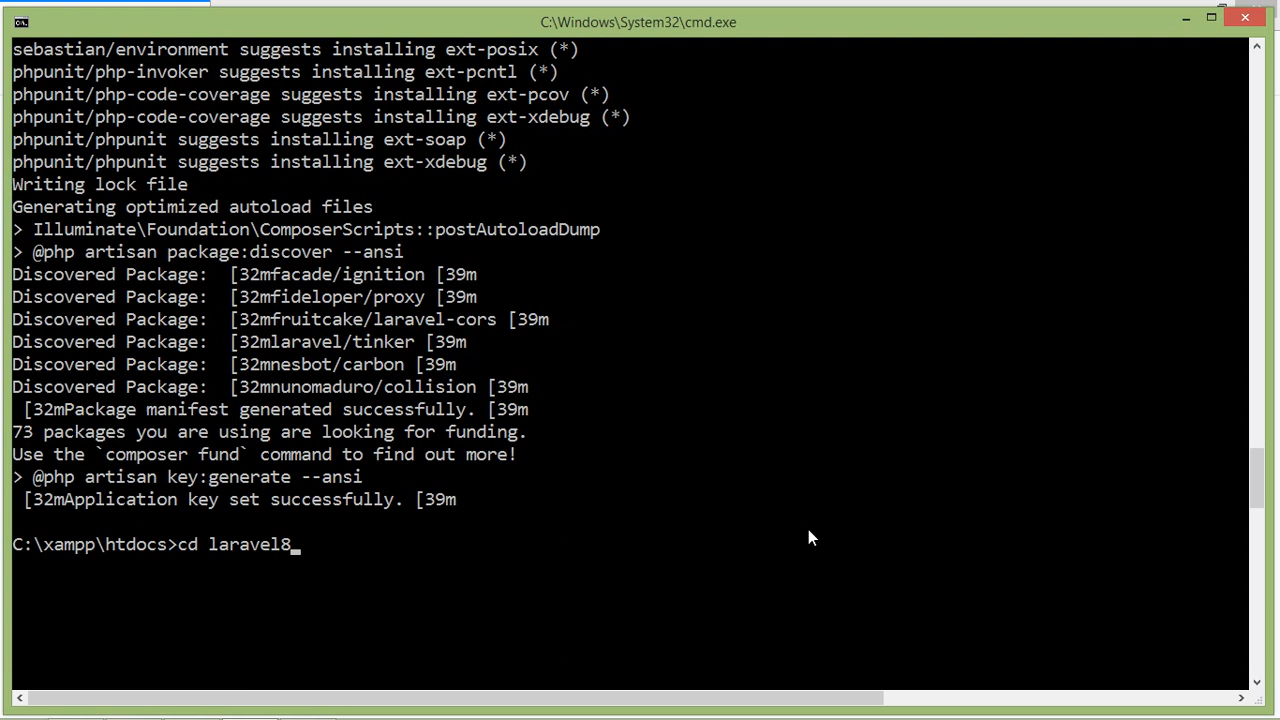 C:\Windows\System32\cmd.exe
sebastian/environment suggests installing ext-posix (*)
phpunit/php-invoker suggests installing ext-pcntl (*)
phpunit/php-code-coverage suggests installing ext-pcov (*)
phpunit/php-code-coverage suggests installing ext-xdebug (*)
phpunit/phpunit suggests installing ext-soap (*)
phpunit/phpunit suggests installing ext-xdebug (*)
Writing lock file
Generating optimized autoload files
> Illuminate\Foundation\ComposerScripts::postAutoloadDump
> @php artisan package:discover --ansi
Discovered Package:  [32mfacade/ignition [39m
Discovered Package:  [32mfideloper/proxy [39m
Discovered Package:  [32mfruitcake/laravel-cors [39m
Discovered Package:  [32mlaravel/tinker [39m
Discovered Package:  [32mnesbot/carbon [39m
Discovered Package:  [32mnunomaduro/collision [39m
[32mPackage manifest generated successfully. [39m
73 packages you are using are looking for funding.
Use the `composer fund` command to find out more!
> @php artisan key:generate --ansi
[32mApplication key set successfully. [39m
C:\xampp\htdocs>cd laravel8_